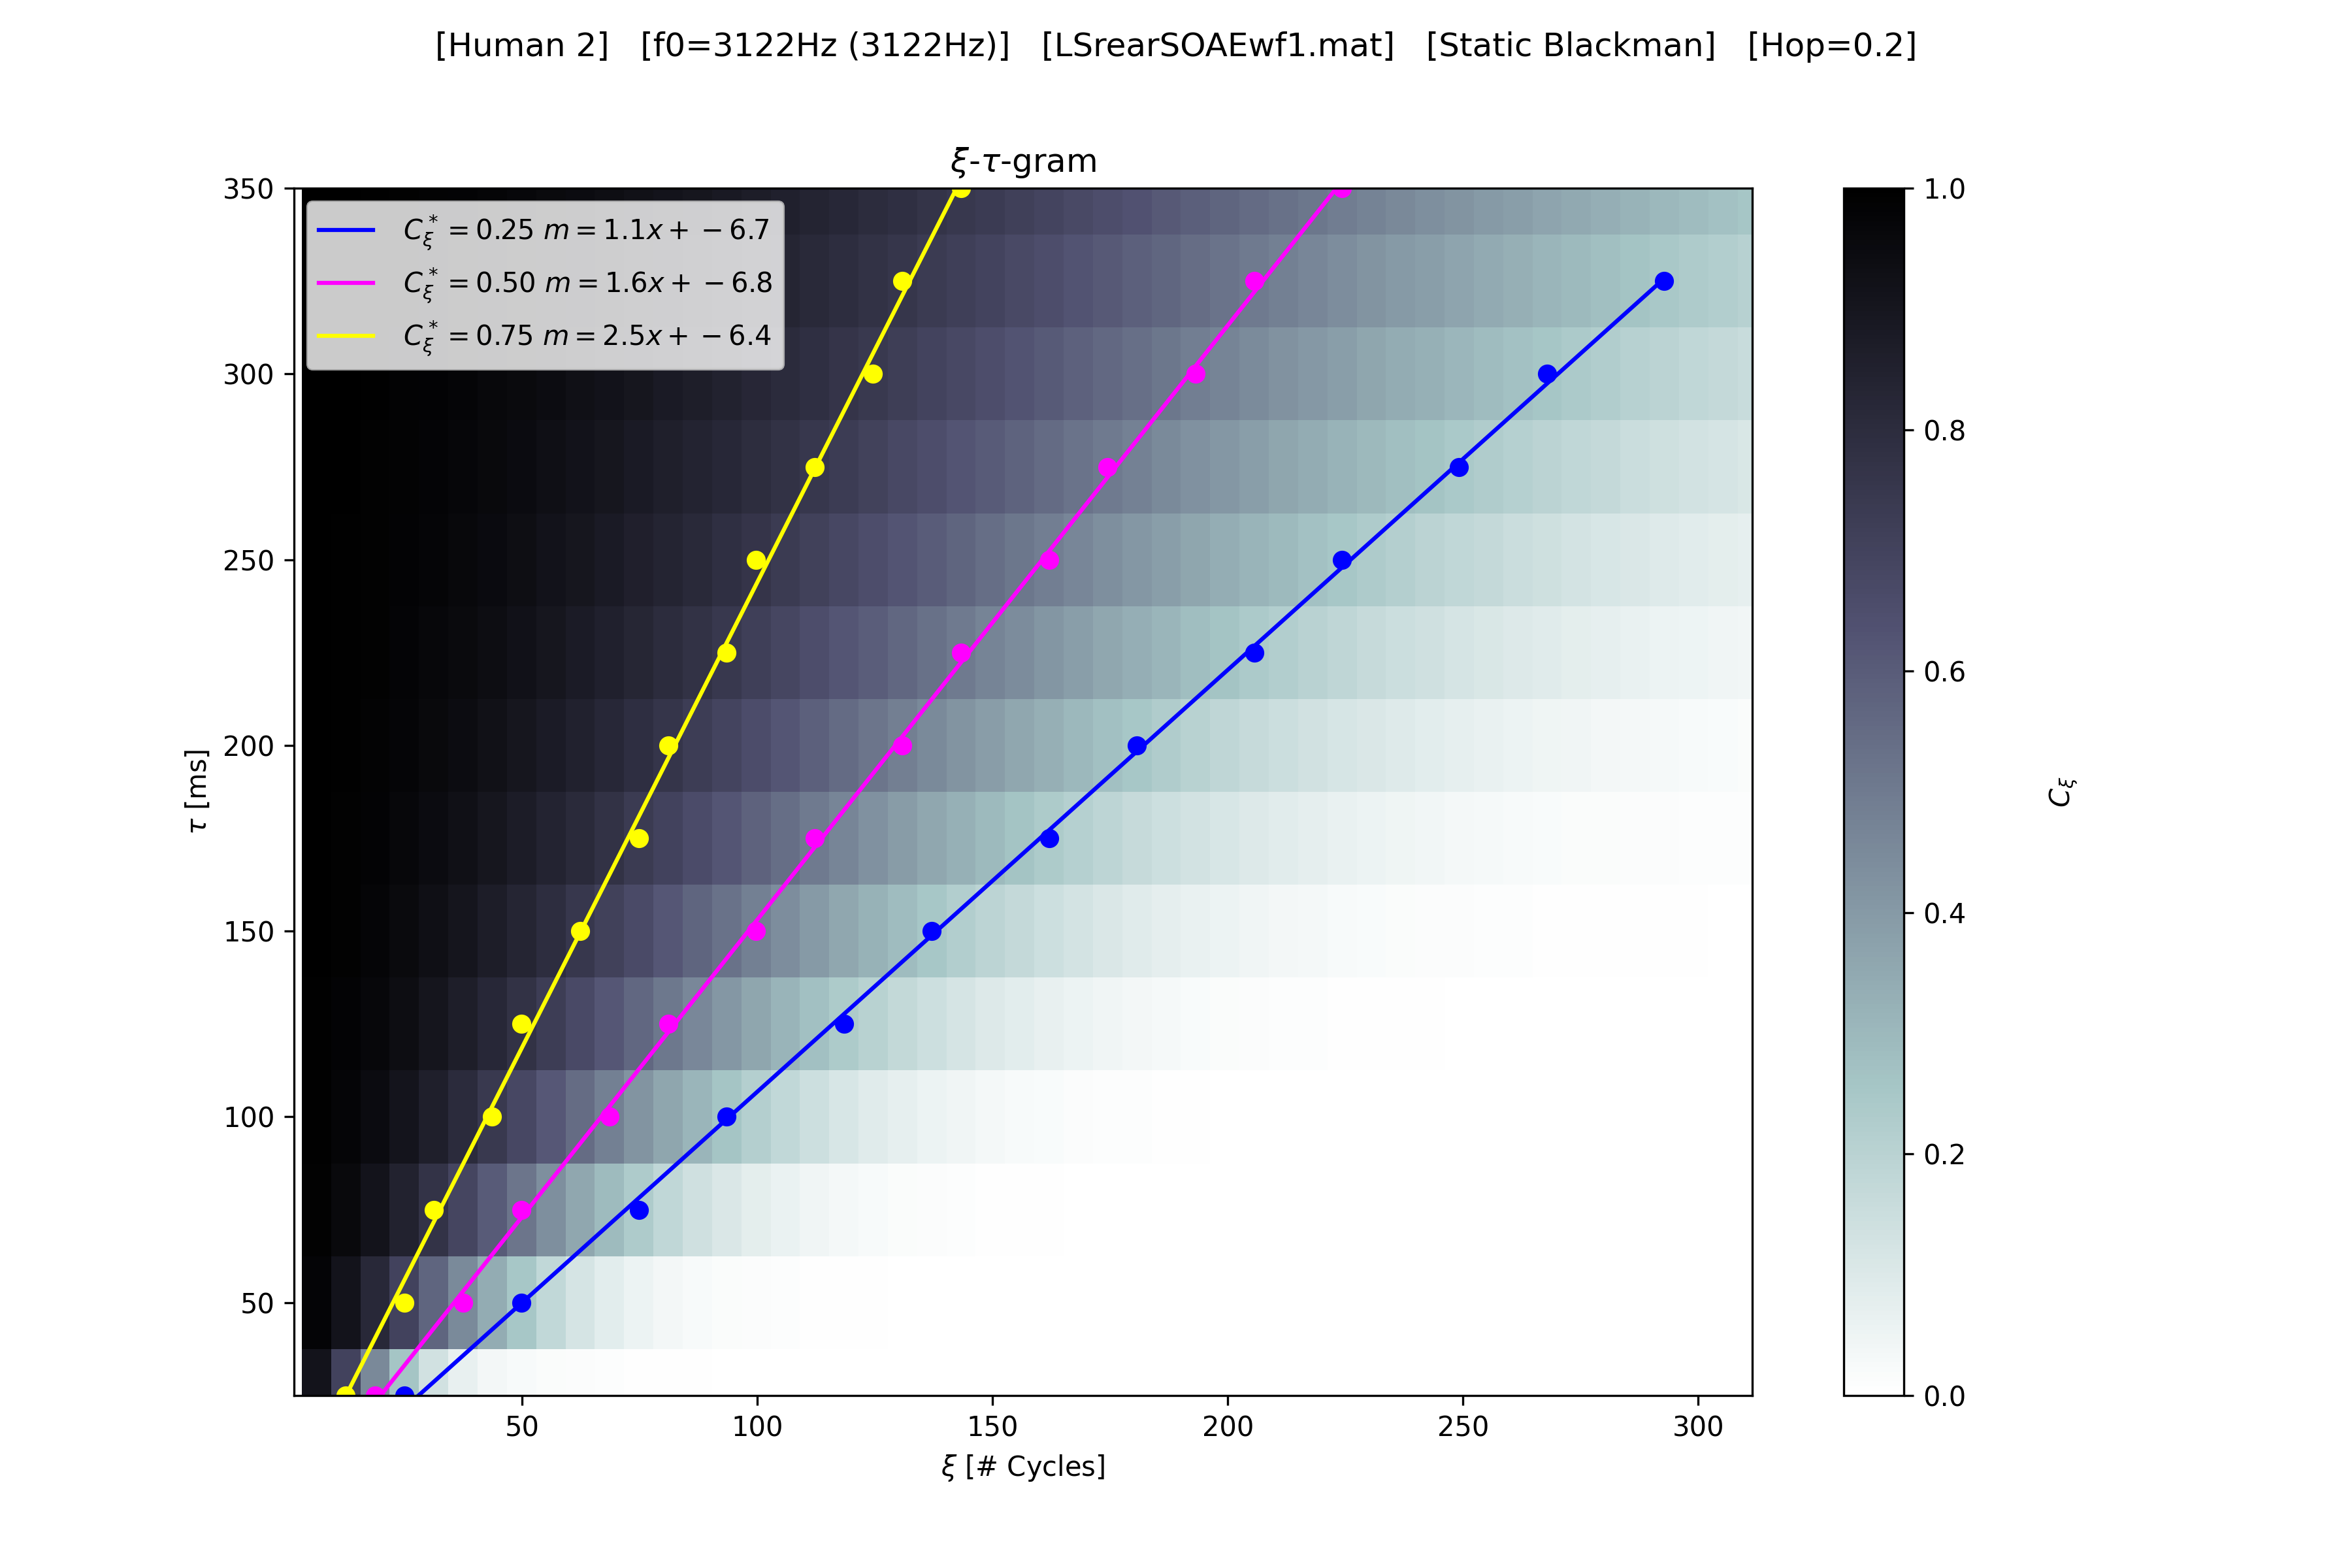 [Human 2] [f0=3122Hz (3122Hz)] [LSrearSOAEwf1.mat] [Static Blackman] [Hop=0.2]
ξ-τ-gram
C*ξ = 0.25 m = 1.1x + −6.7
C*ξ = 0.50 m = 1.6x + −6.8
C*ξ = 0.75 m = 2.5x + −6.4
350
300
250
200
150
100
50
τ [ms]
50 100 150 200 250 300
ξ [# Cycles]
1.0
0.8
0.6
0.4
0.2
0.0
Cξ